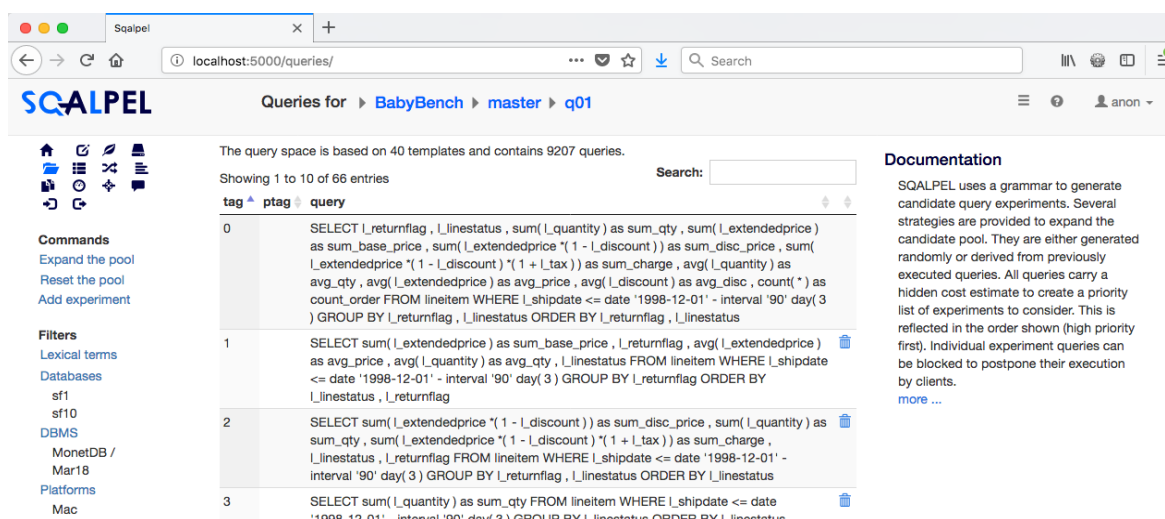 Sqalpel
localhost:5000/queries/
Search
SQALPEL
Queries for BabyBench master q01
anon
Commands
Expand the pool
Reset the pool
Add experiment
Filters
Lexical terms
Databases
sf1
sf10
DBMS
MonetDB /
Mar18
Platforms
Mac
The query space is based on 40 templates and contains 9207 queries.
Showing 1 to 10 of 66 entries
Search:
tag ptag query
0 SELECT l_returnflag , l_linestatus , sum( l_quantity ) as sum_qty , sum( l_extendedprice )
as sum_base_price , sum( l_extendedprice *( 1 - l_discount ) ) as sum_disc_price , sum(
l_extendedprice *( 1 - l_discount ) *( 1 + l_tax ) ) as sum_charge , avg( l_quantity ) as
avg_qty , avg( l_extendedprice ) as avg_price , avg( l_discount ) as avg_disc , count( * ) as
count_order FROM lineitem WHERE l_shipdate <= date '1998-12-01' - interval '90' day( 3
) GROUP BY l_returnflag , l_linestatus ORDER BY l_returnflag , l_linestatus
1 SELECT sum( l_extendedprice ) as sum_base_price , l_returnflag , avg( l_extendedprice )
as avg_price , avg( l_quantity ) as avg_qty , l_linestatus FROM lineitem WHERE l_shipdate
<= date '1998-12-01' - interval '90' day( 3 ) GROUP BY l_returnflag ORDER BY
l_linestatus , l_returnflag
2 SELECT sum( l_extendedprice *( 1 - l_discount ) ) as sum_disc_price , sum( l_quantity ) as
sum_qty , sum( l_extendedprice *( 1 - l_discount ) *( 1 + l_tax ) ) as sum_charge ,
l_linestatus , l_returnflag FROM lineitem WHERE l_shipdate <= date '1998-12-01' -
interval '90' day( 3 ) GROUP BY l_returnflag , l_linestatus ORDER BY l_linestatus
3 SELECT sum( l_quantity ) as sum_qty FROM lineitem WHERE l_shipdate <= date
'1998-12-01' - interval '90' day( 3 ) GROUP BY l_linestatus ORDER BY l_linestatus
Documentation
SQALPEL uses a grammar to generate
candidate query experiments. Several
strategies are provided to expand the
candidate pool. They are either generated
randomly or derived from previously
executed queries. All queries carry a
hidden cost estimate to create a priority
list of experiments to consider. This is
reflected in the order shown (high priority
first). Individual experiment queries can
be blocked to postpone their execution
by clients.
more ...